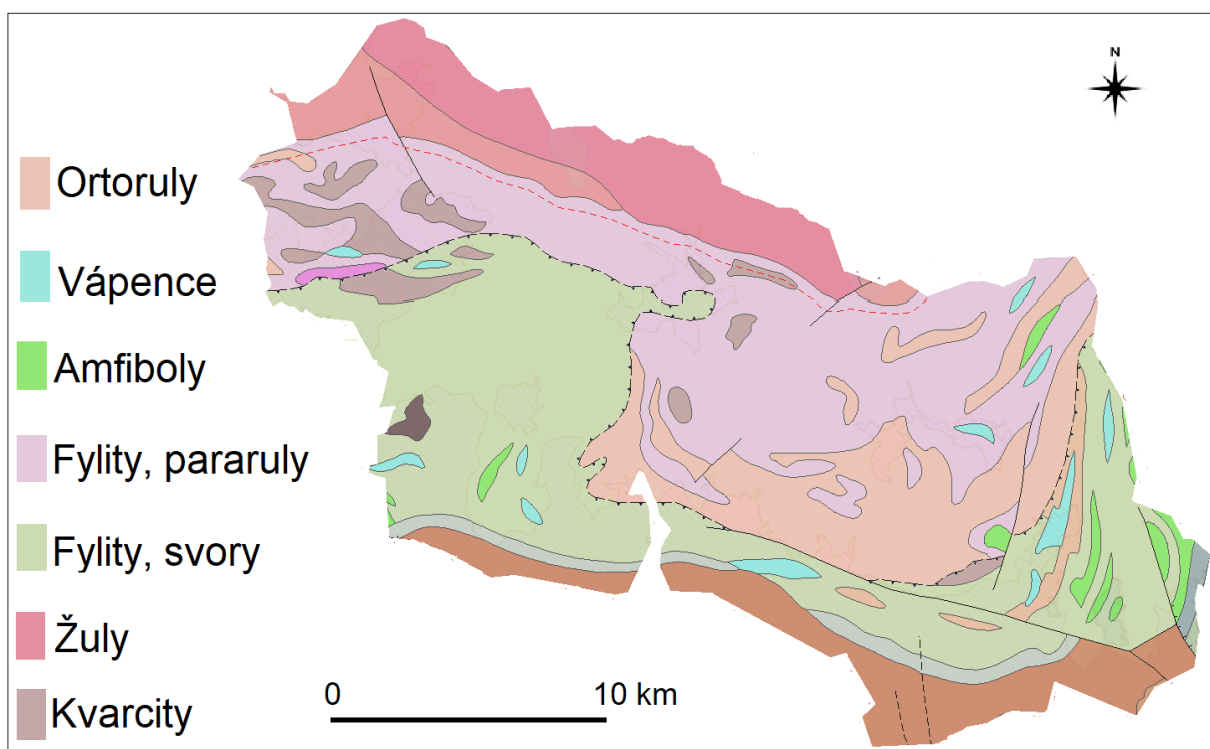 N
Ortoruly
Vápence
Amfiboly
Fylity, pararuly
Fylity, svory
Žuly
Kvarcity
0 10 km